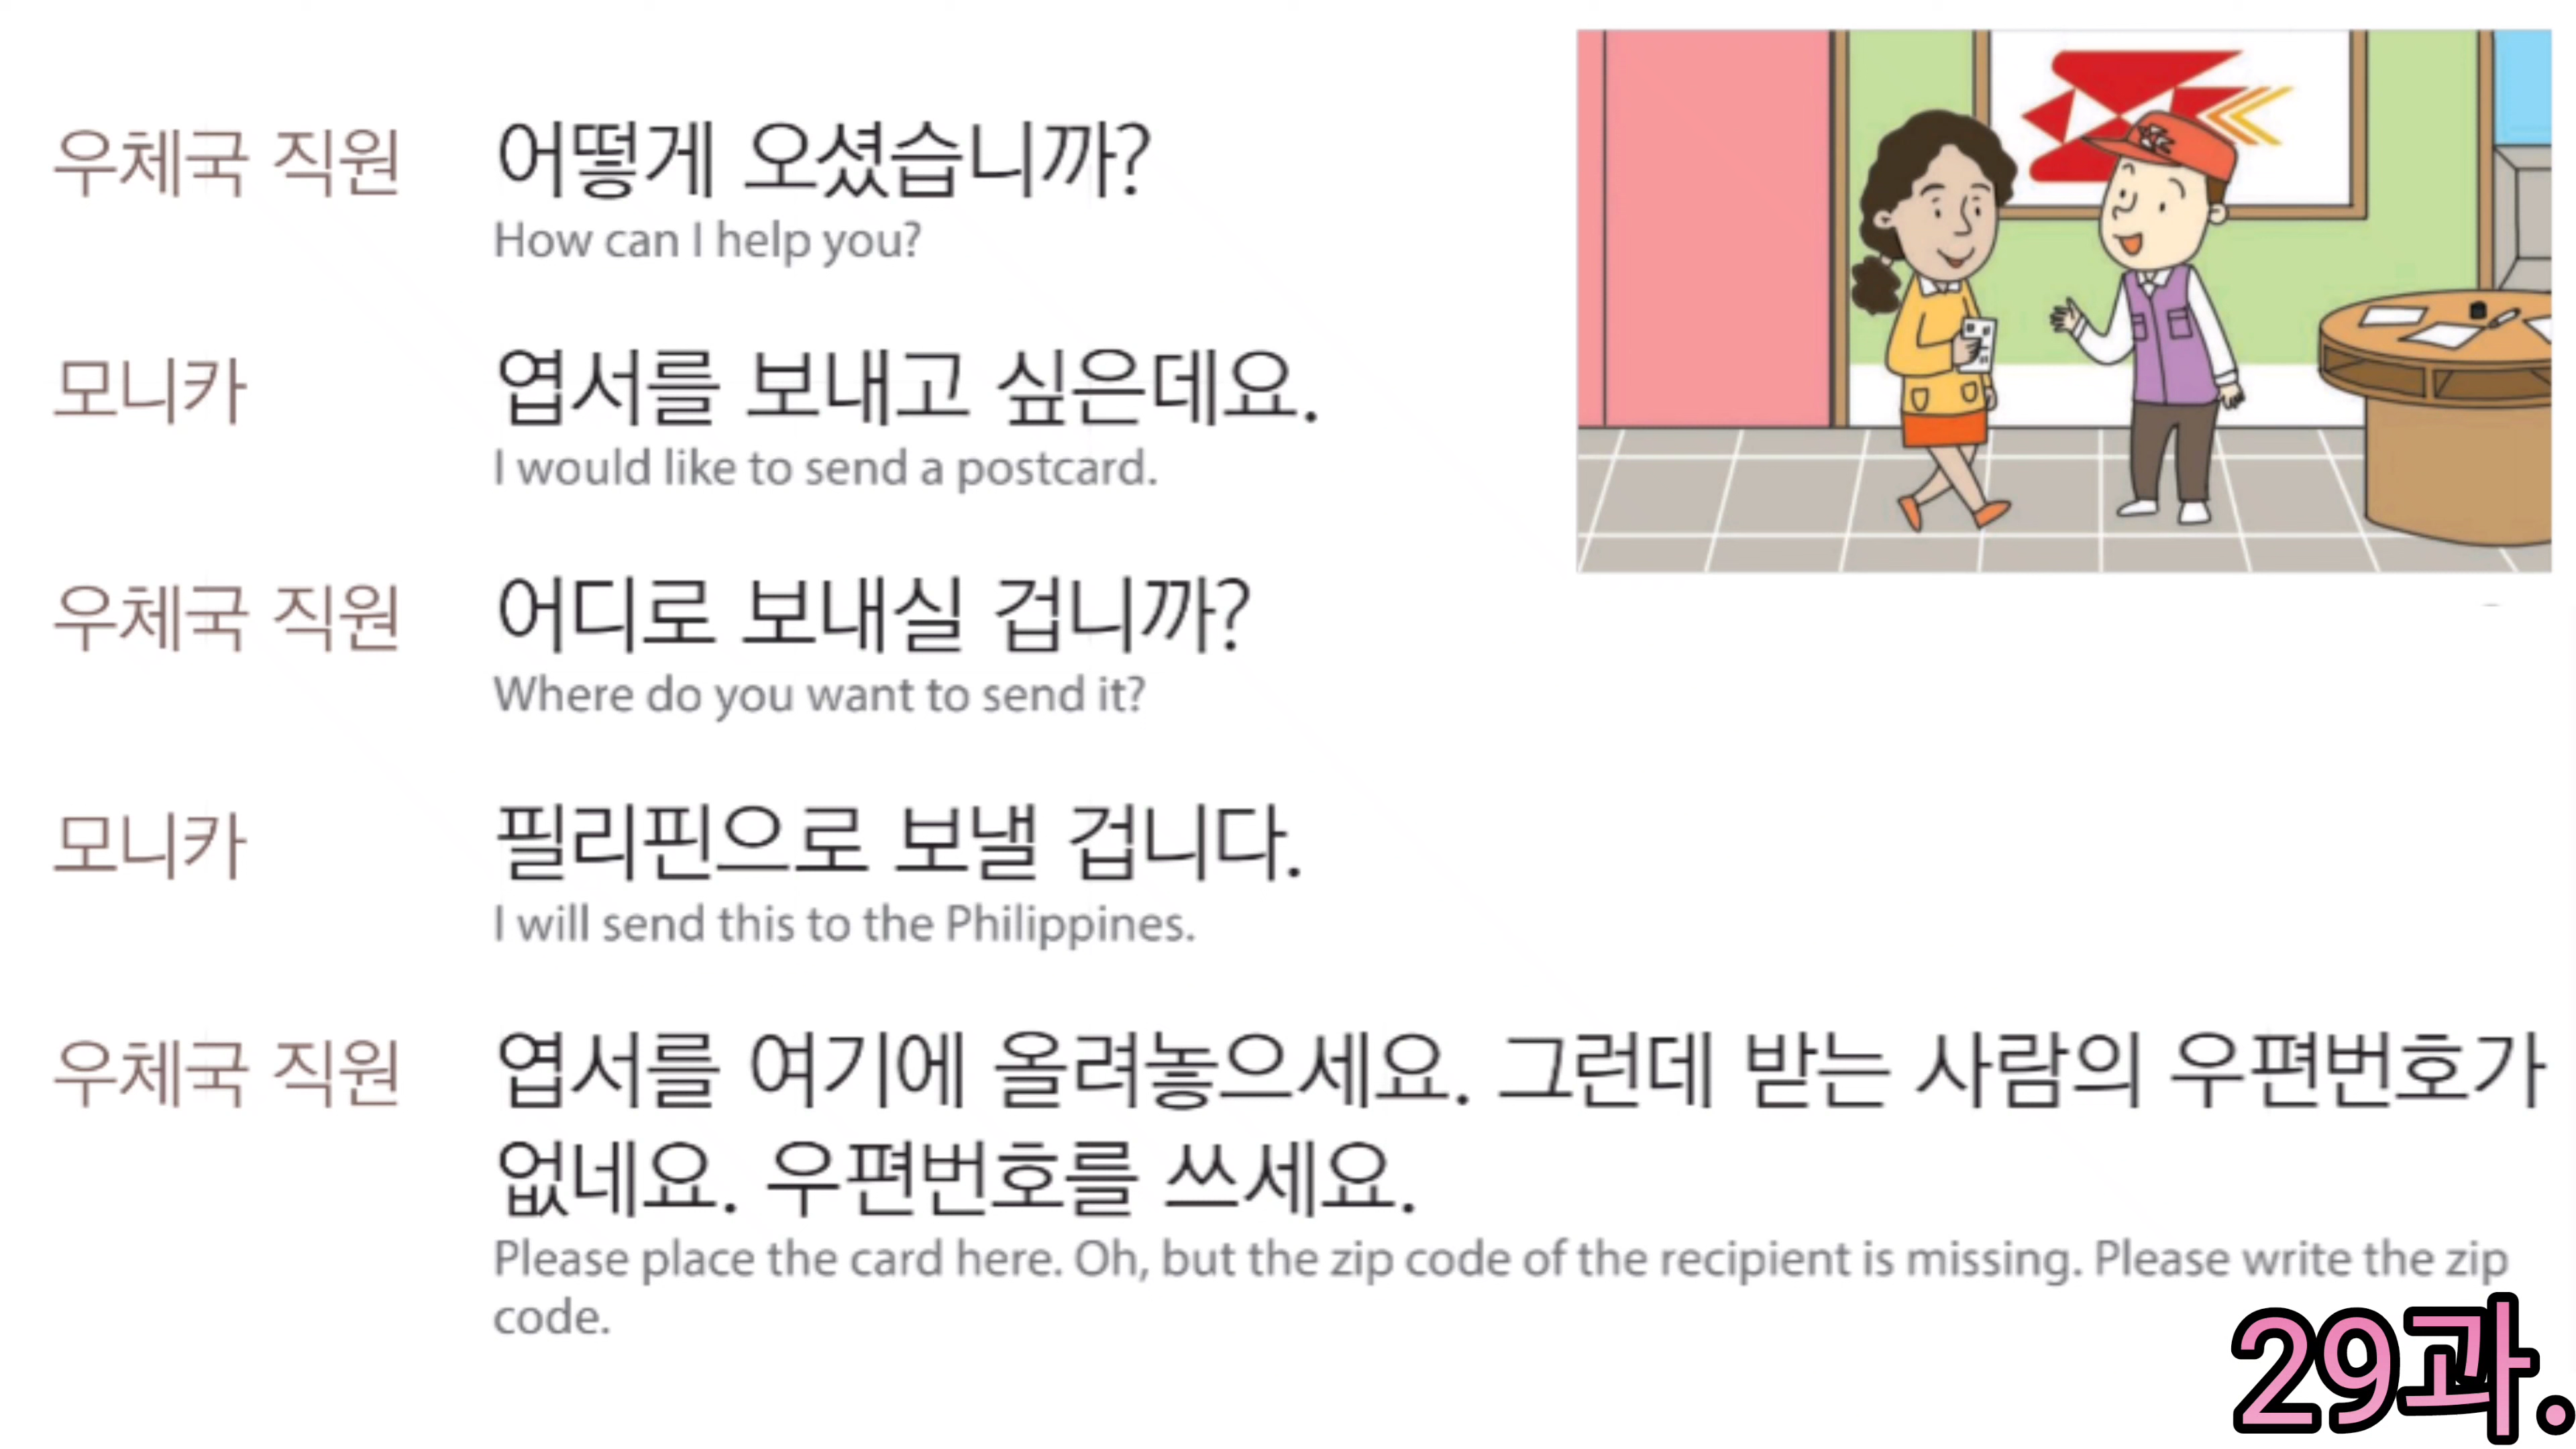 우체국 직원 어떻게 오셨습니까?
How can I help you?
모니카 엽서를 보내고 싶은데요.
I would like to send a postcard.
우체국 직원 어디로 보내실 겁니까?
Where do you want to send it?
모니카 필리핀으로 보낼 겁니다.
I will send this to the Philippines.
우체국 직원 엽서를 여기에 올려놓으세요. 그런데 받는 사람의 우편번호가
없네요. 우편번호를 쓰세요.
Please place the card here. Oh, but the zip code of the recipient is missing. Please write the zip
code.
29과.